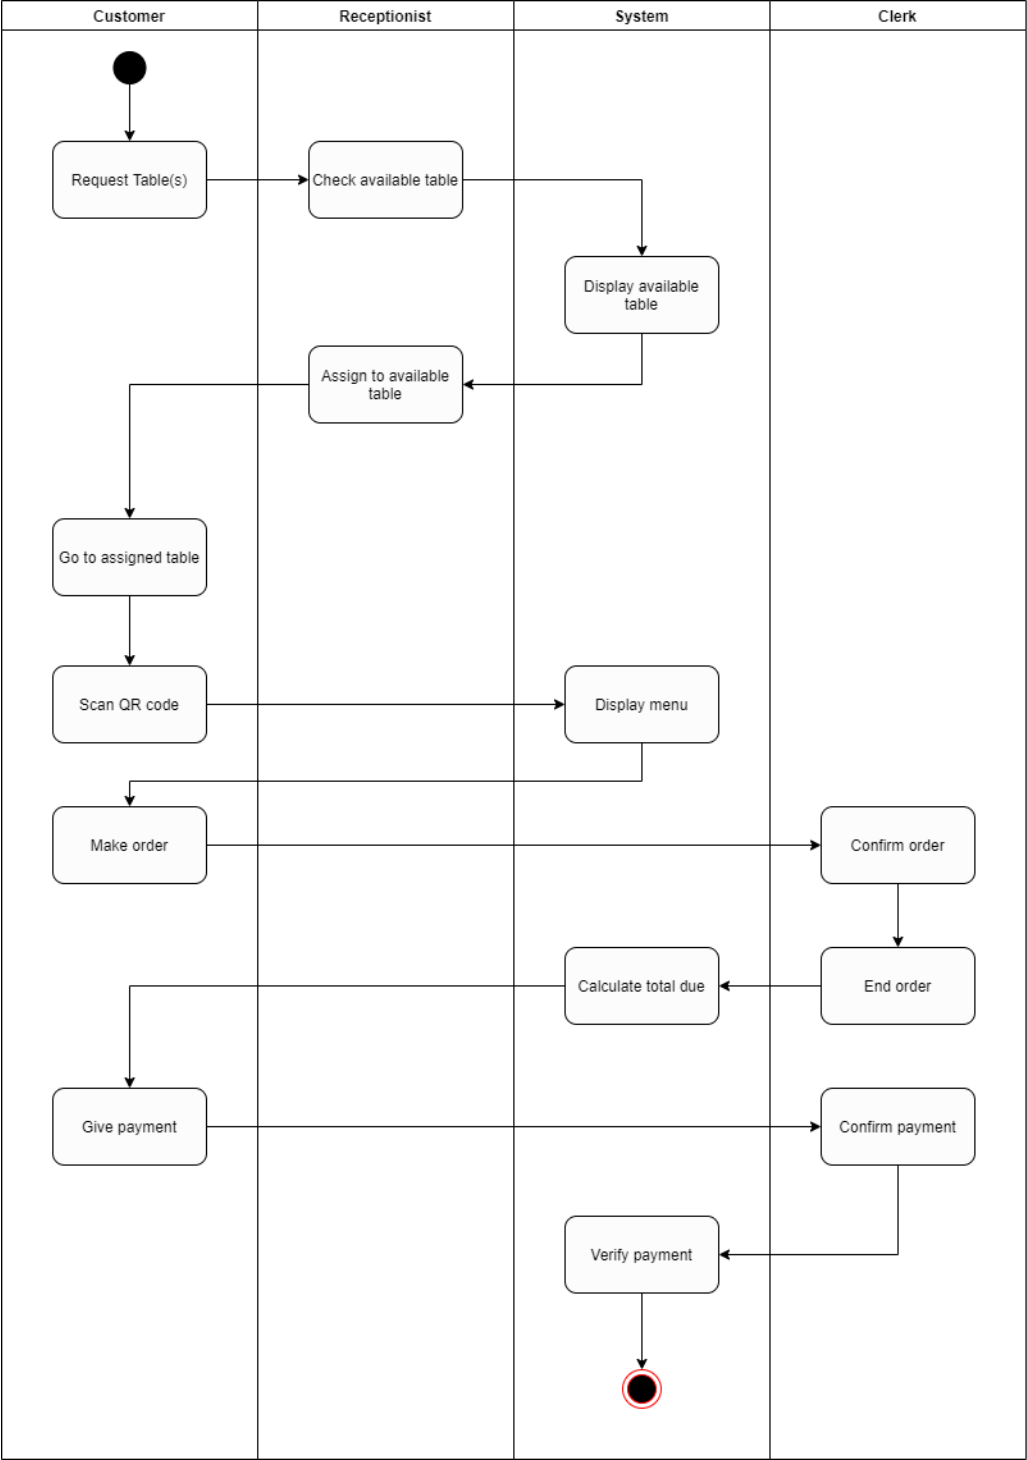 Customer
Receptionist
System
Clerk
Request Table(s)
Check available table
Display available
table
Assign to available
table
Go to assigned table
Scan QR code
Display menu
Make order
Confirm order
Calculate total due
End order
Give payment
Confirm payment
Verify payment